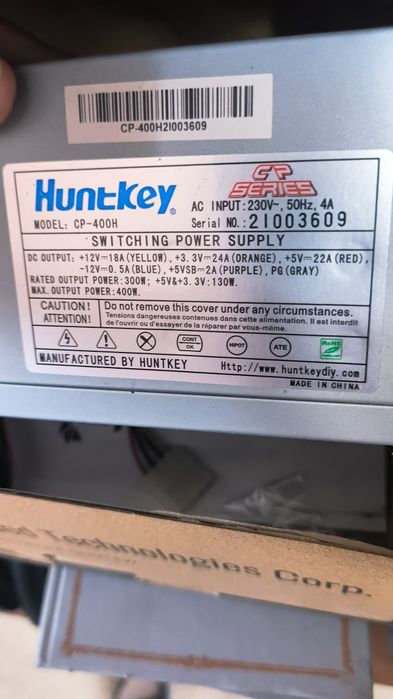 CP-400H2I003609
Huntkey®
CP SERIES
MODEL: CP-400H
AC INPUT:230V~, 50Hz, 4A
Serial NO.: 2I003609
SWITCHING POWER SUPPLY
DC OUTPUT: +12V⎓18A(YELLOW), +3.3V⎓24A(ORANGE), +5V⎓22A(RED),
-12V⎓0.5A(BLUE), +5VSB⎓2A(PURPLE), PG(GRAY)
RATED OUTPUT POWER:300W; +5V&+3.3V:130W.
MAX. OUTPUT POWER:400W.
CAUTION! Do not remove this cover under any circumstances.
ATTENTION! Tensions dangereuses contenues dans cette alimentation. Il est interdit
de l'ouvrir ou d'essayer de la réparer par vous-même.
CONT OK
HIPOT
ATE
RoHS
MANUFACTURED BY HUNTKEY
Http://www.huntkeydiy.com
MADE IN CHINA
Technologies Corp.